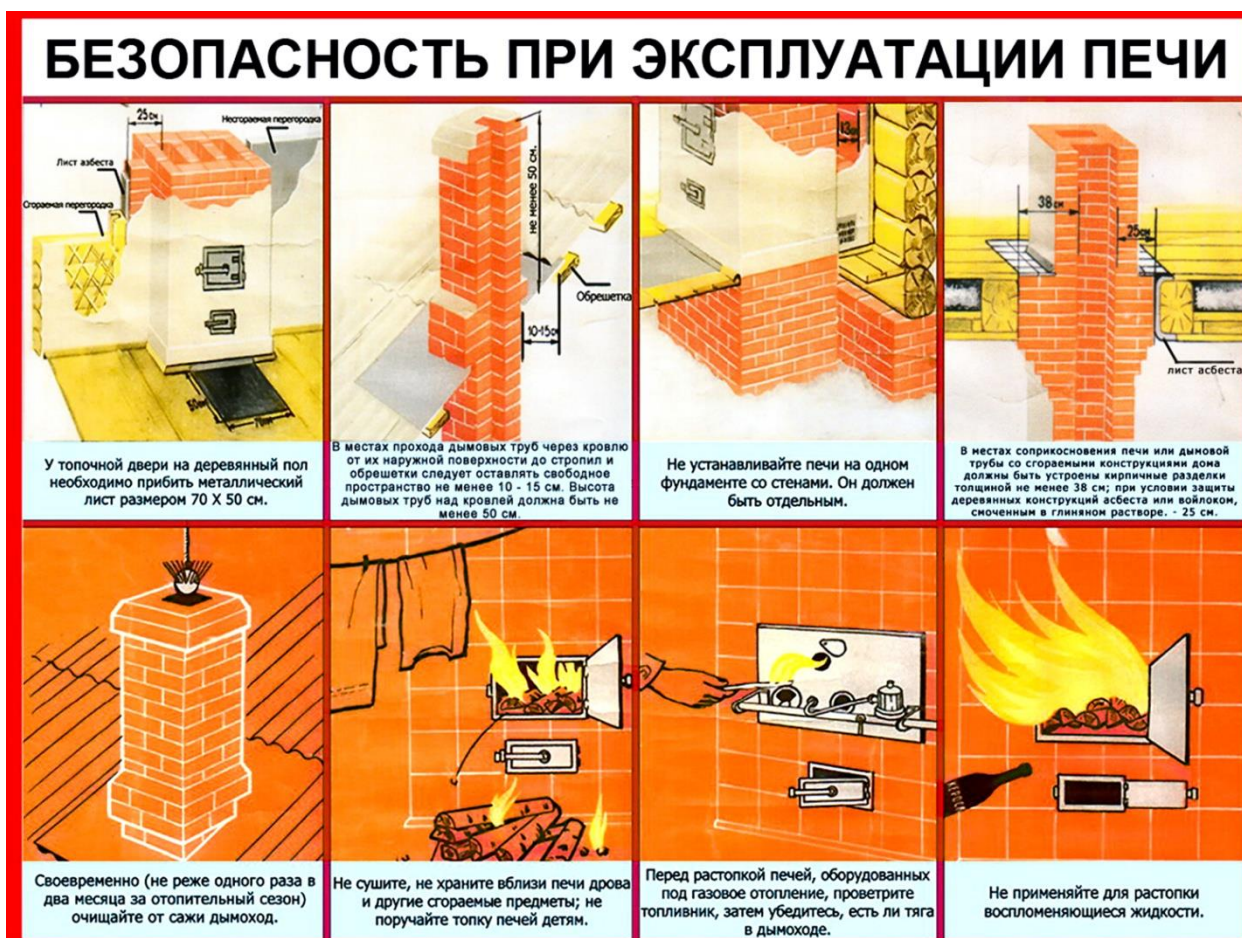 БЕЗОПАСНОСТЬ ПРИ ЭКСПЛУАТАЦИИ ПЕЧИ
25 см
Несгораемая перегородка
Лист азбеста
Сгораемая перегородка
50см
70см
У топочной двери на деревянный пол
необходимо прибить металлический
лист размером 70 Х 50 см.
не менее 50 см.
Обрешетка
10-15см
В местах прохода дымовых труб через кровлю
от их наружной поверхности до стропил и
обрешетки следует оставлять свободное
пространство не менее 10 - 15 см. Высота
дымовых труб над кровлей должна быть не
менее 50 см.
13см
Не устанавливайте печи на одном
фундаменте со стенами. Он должен
быть отдельным.
38см
25см
лист асбеста
В местах соприкосновения печи или дымовой
трубы со сгораемыми конструкциями дома
должны быть устроены кирпичные разделки
толщиной не менее 38 см; при условии защиты
деревянных конструкций асбеста или войлоком,
смоченным в глиняном растворе. - 25 см.
Своевременно (не реже одного раза в
два месяца за отопительный сезон)
очищайте от сажи дымоход.
Не сушите, не храните вблизи печи дрова
и другие сгораемые предметы; не
поручайте топку печей детям.
Перед растопкой печей, оборудованных
под газовое отопление, проветрите
топливник, затем убедитесь, есть ли тяга
в дымоходе.
Не применяйте для растопки
воспломеняющиеся жидкости.